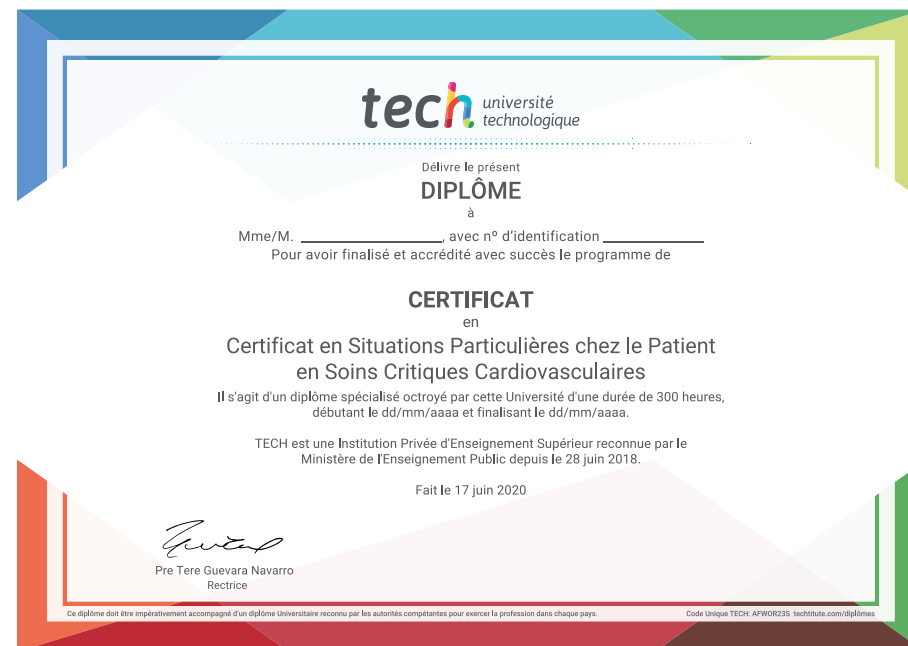 tech université
technologique
Délivre le présent
DIPLÔME
à
Mme/M. ____________________, avec nº d'identification ______________
Pour avoir finalisé et accrédité avec succès le programme de
CERTIFICAT
en
Certificat en Situations Particulières chez le Patient
en Soins Critiques Cardiovasculaires
Il s'agit d'un diplôme spécialisé octroyé par cette Université d'une durée de 300 heures,
débutant le dd/mm/aaaa et finalisant le dd/mm/aaaa.
TECH est une Institution Privée d'Enseignement Supérieur reconnue par le
Ministère de l'Enseignement Public depuis le 28 juin 2018.
Fait le 17 juin 2020
Pre Tere Guevara Navarro
Rectrice
Ce diplôme doit être impérativement accompagné d'un diplôme Universitaire reconnu par les autorités compétantes pour exercer la profession dans chaque pays. Code Unique TECH: AFWOR23S techtitute.com/diplômes